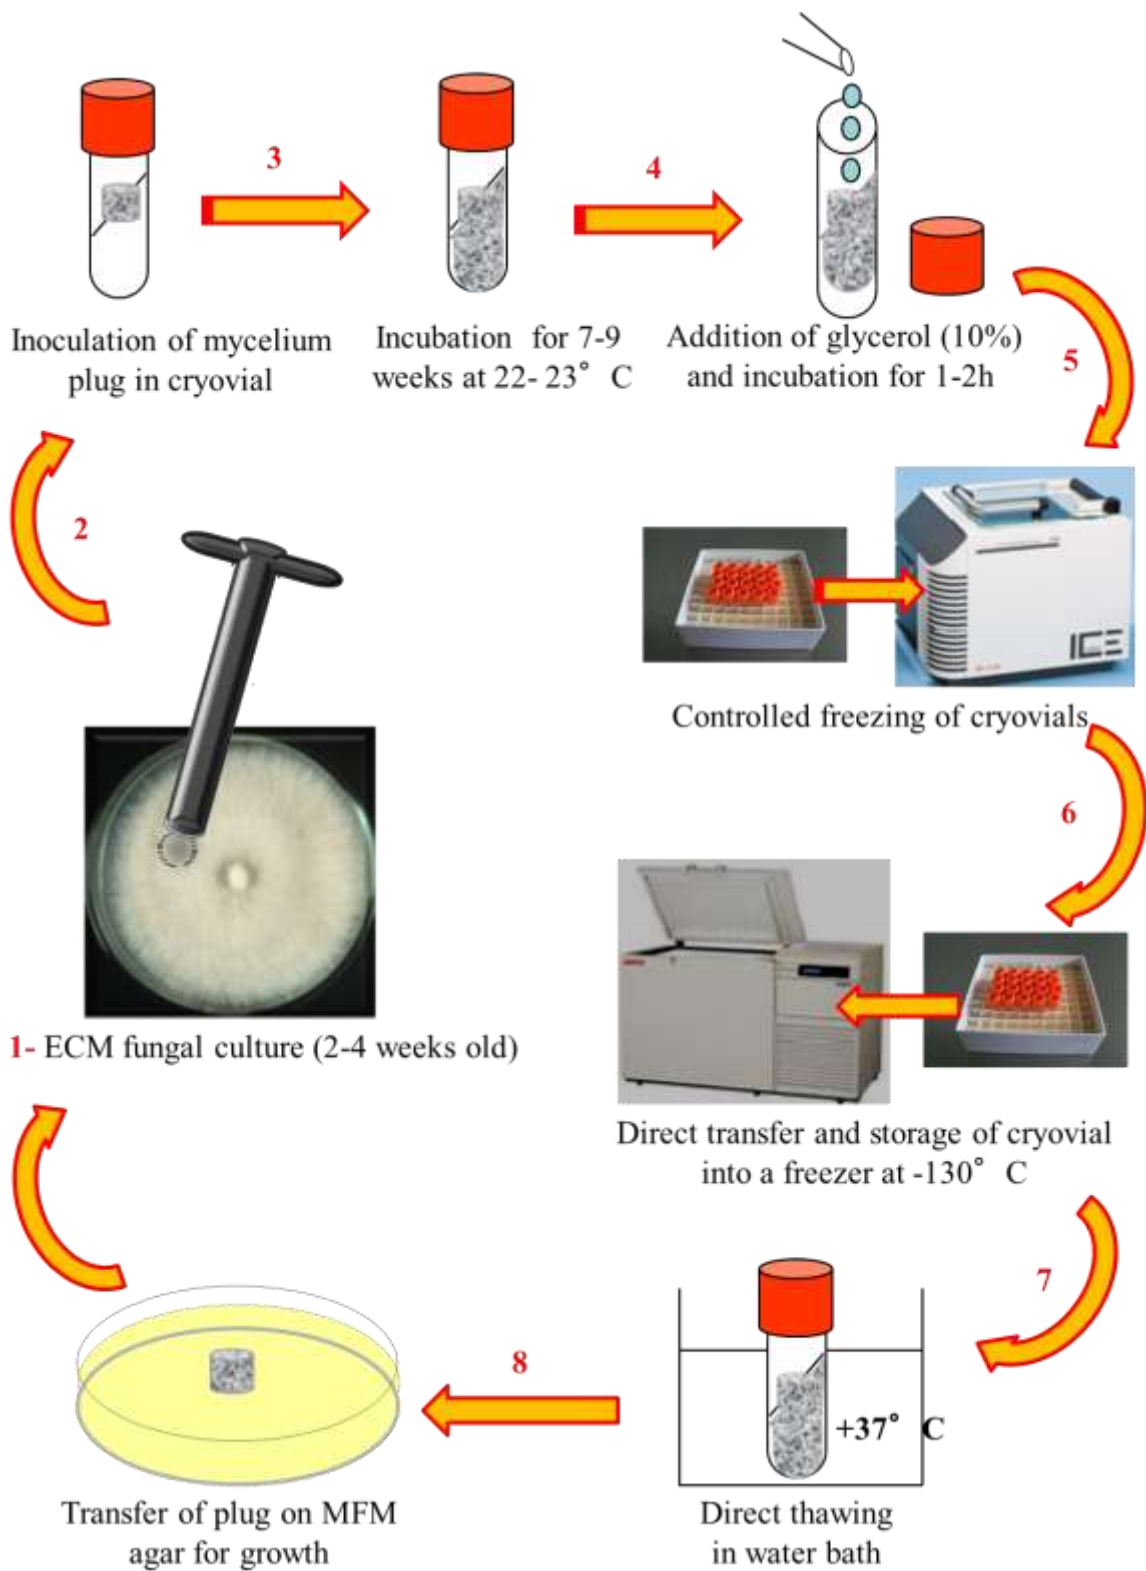 3
4
Inoculation of mycelium
plug in cryovial
Incubation for 7-9
weeks at 22- 23° C
Addition of glycerol (10%)
and incubation for 1-2h
5
2
ICE
Controlled freezing of cryovials
6
1- ECM fungal culture (2-4 weeks old)
Direct transfer and storage of cryovial
into a freezer at -130° C
7
8
+37° C
Transfer of plug on MFM
agar for growth
Direct thawing
in water bath